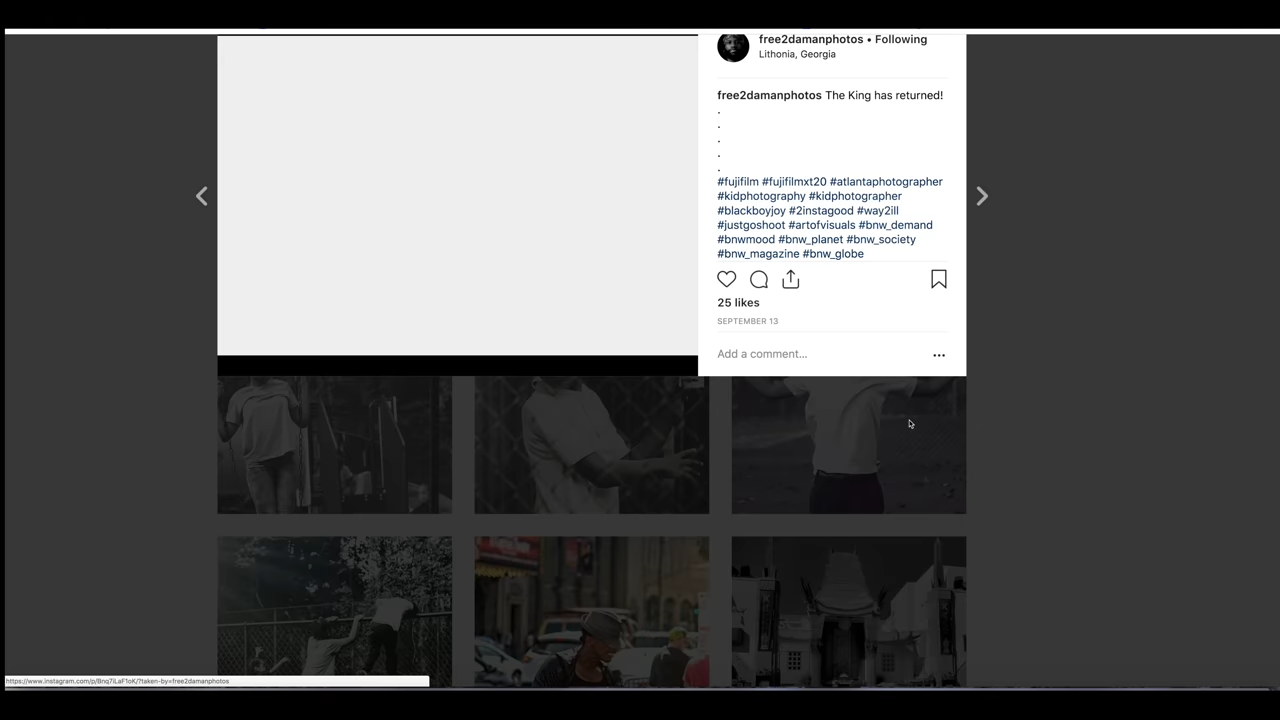 free2damanphotos • Following
Lithonia, Georgia
free2damanphotos The King has returned!
.
.
.
.
.
#fujifilm #fujifilmxt20 #atlantaphotographer
#kidphotography #kidphotographer
#blackboyjoy #2instagood #way2ill
#justgoshoot #artofvisuals #bnw_demand
#bnwmood #bnw_planet #bnw_society
#bnw_magazine #bnw_globe
25 likes
SEPTEMBER 13
Add a comment...
https://www.instagram.com/p/Bnq7iLaF1oK/?taken-by=free2damanphotos